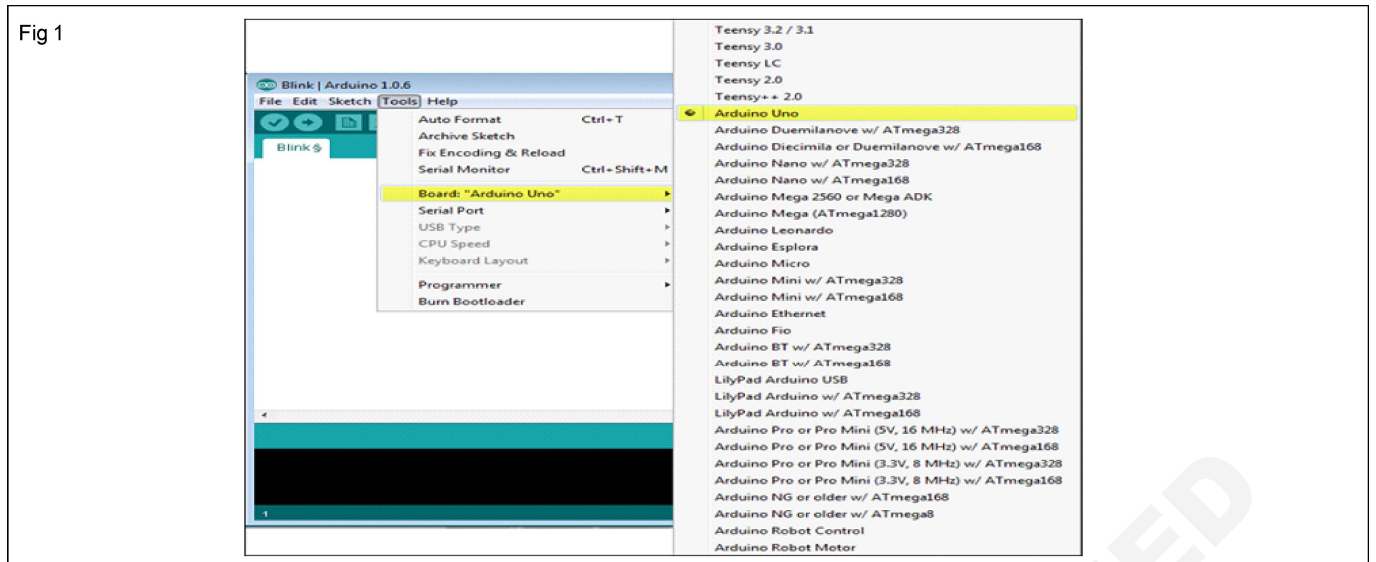 Fig 1
Blink | Arduino 1.0.6
File Edit Sketch Tools Help
Blink §
Auto Format Ctrl+T
Archive Sketch
Fix Encoding & Reload
Serial Monitor Ctrl+Shift+M
Board: "Arduino Uno"
Serial Port
USB Type
CPU Speed
Keyboard Layout
Programmer
Burn Bootloader
1
Teensy 3.2 / 3.1
Teensy 3.0
Teensy LC
Teensy 2.0
Teensy++ 2.0
Arduino Uno
Arduino Duemilanove w/ ATmega328
Arduino Diecimila or Duemilanove w/ ATmega168
Arduino Nano w/ ATmega328
Arduino Nano w/ ATmega168
Arduino Mega 2560 or Mega ADK
Arduino Mega (ATmega1280)
Arduino Leonardo
Arduino Esplora
Arduino Micro
Arduino Mini w/ ATmega328
Arduino Mini w/ ATmega168
Arduino Ethernet
Arduino Fio
Arduino BT w/ ATmega328
Arduino BT w/ ATmega168
LilyPad Arduino USB
LilyPad Arduino w/ ATmega328
LilyPad Arduino w/ ATmega168
Arduino Pro or Pro Mini (5V, 16 MHz) w/ ATmega328
Arduino Pro or Pro Mini (5V, 16 MHz) w/ ATmega168
Arduino Pro or Pro Mini (3.3V, 8 MHz) w/ ATmega328
Arduino Pro or Pro Mini (3.3V, 8 MHz) w/ ATmega168
Arduino NG or older w/ ATmega168
Arduino NG or older w/ ATmega8
Arduino Robot Control
Arduino Robot Motor